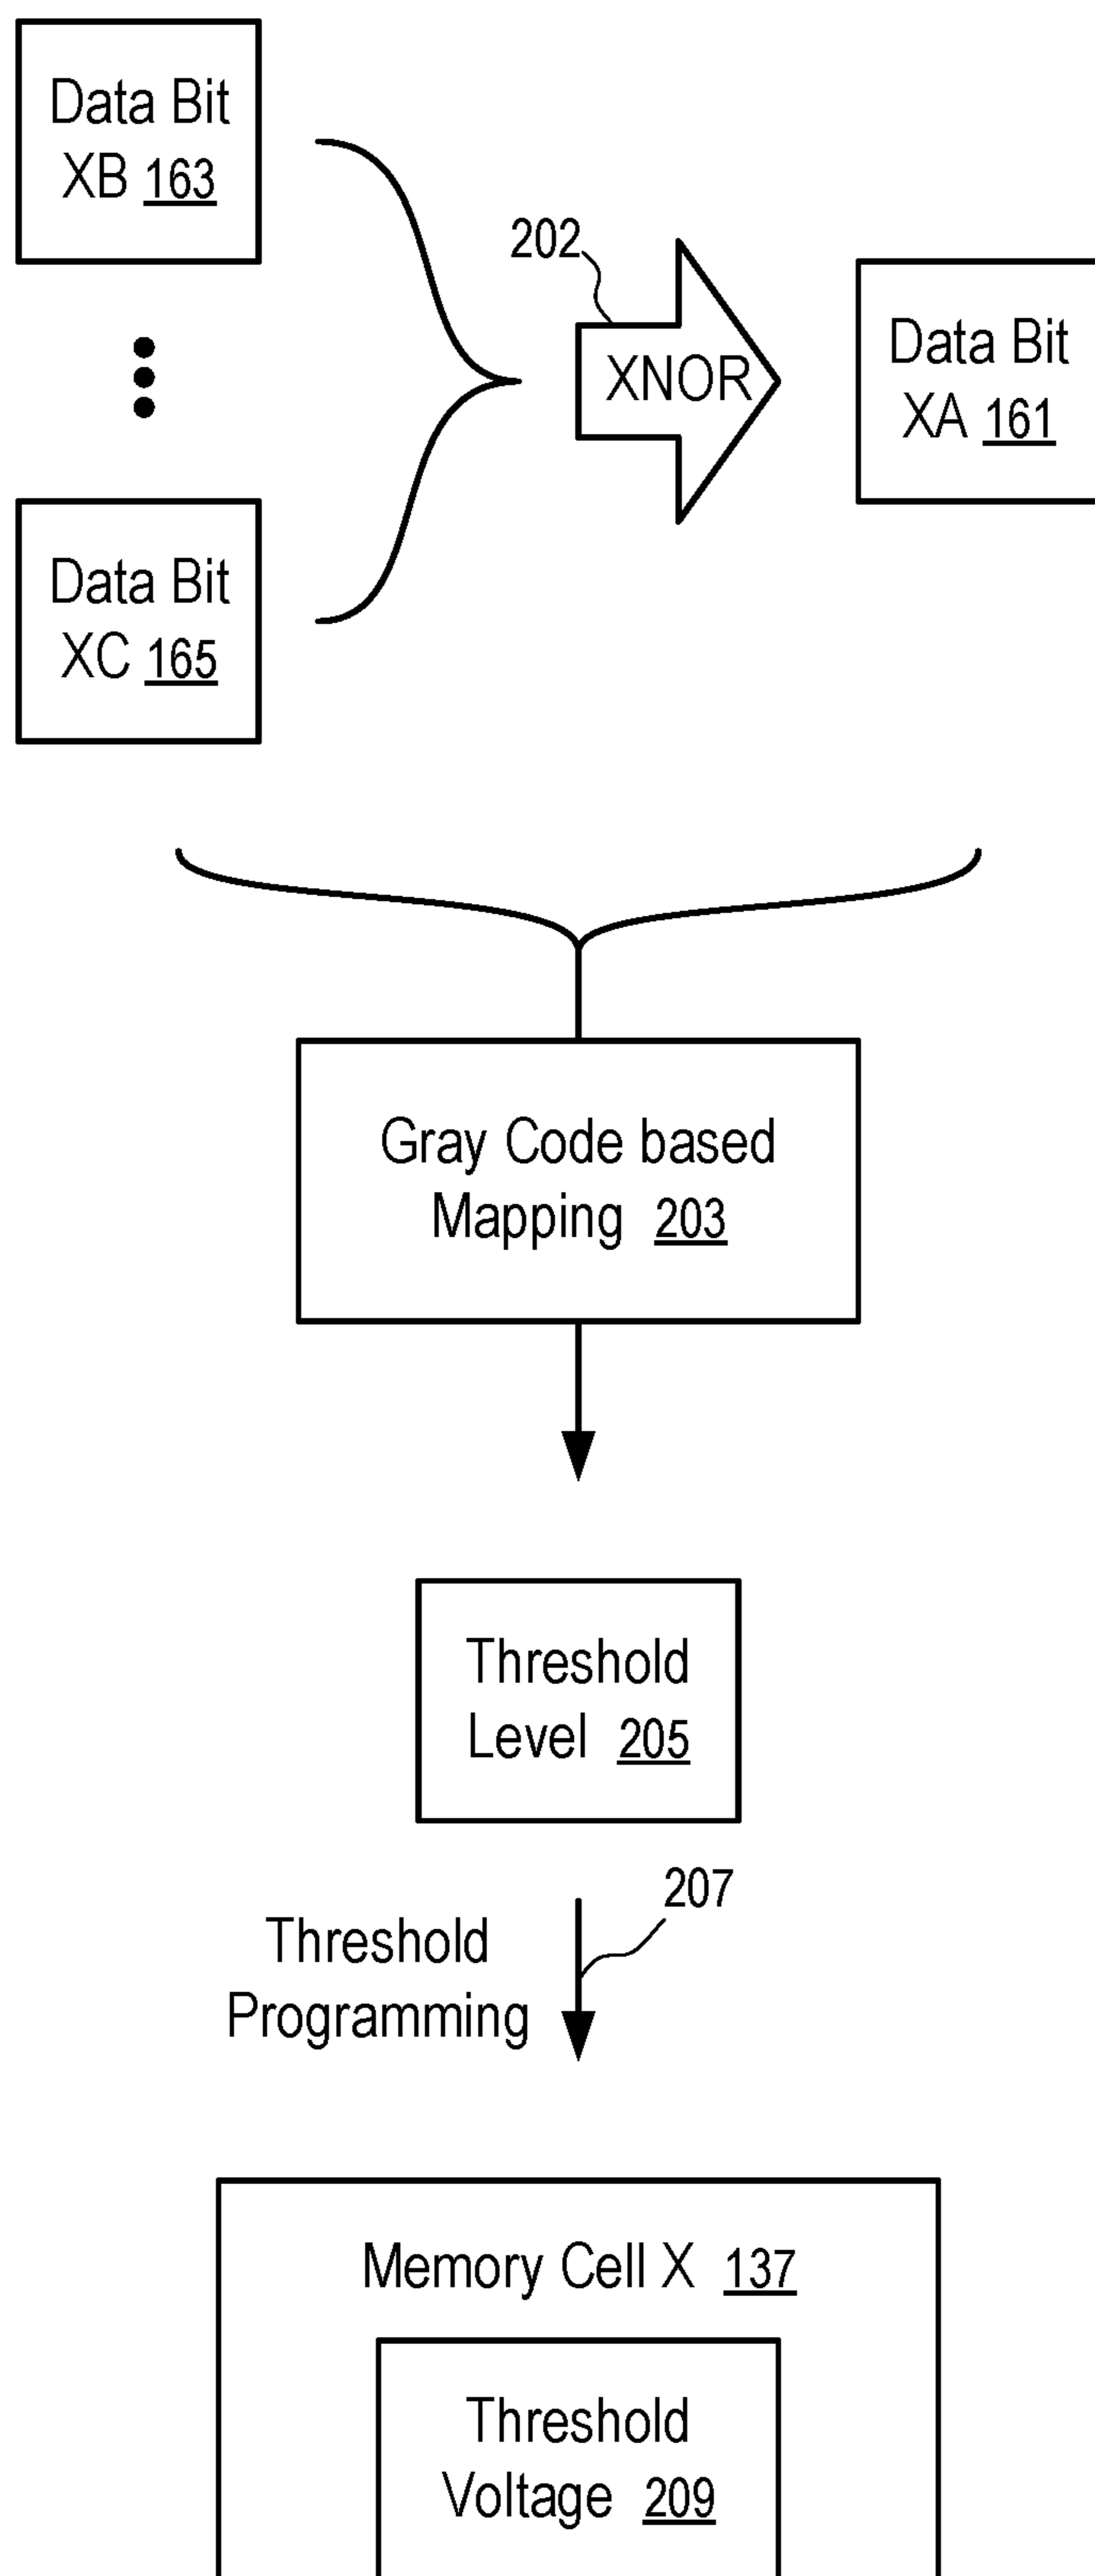 Data Bit
XB 163
202
XNOR
Data Bit
XA 161
Data Bit
XC 165
Gray Code based
Mapping 203
Threshold
Level 205
207
Threshold
Programming
Memory Cell X 137
Threshold
Voltage 209